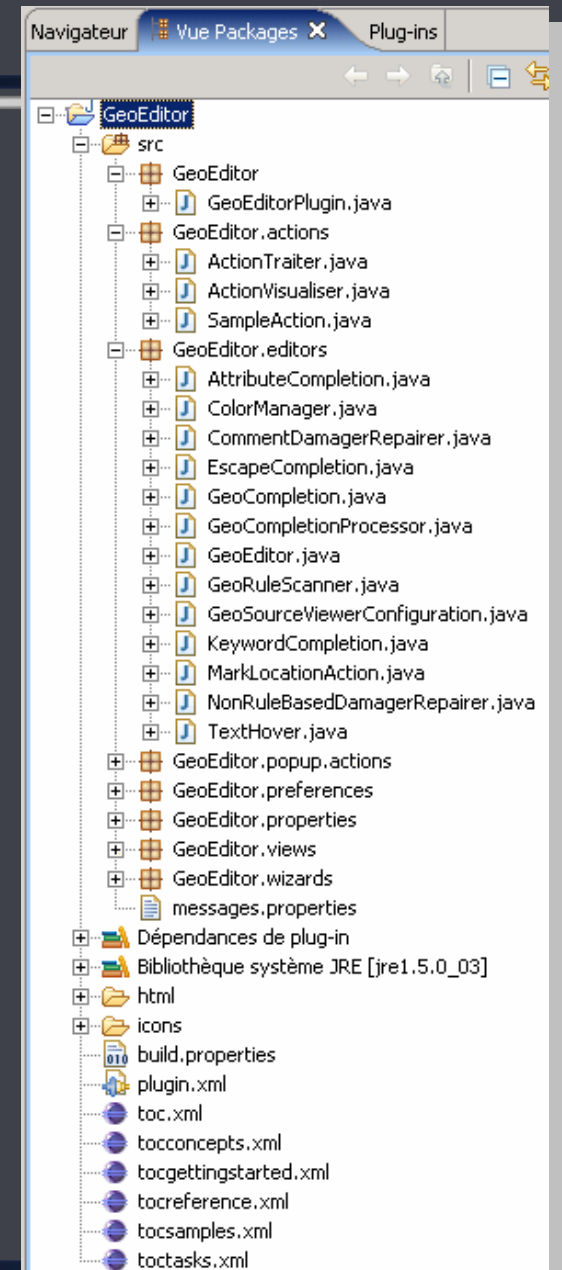 Navigateur Vue Packages Plug-ins
GeoEditor
src
GeoEditor
GeoEditorPlugin.java
GeoEditor.actions
ActionTraiter.java
ActionVisualiser.java
SampleAction.java
GeoEditor.editors
AttributeCompletion.java
ColorManager.java
CommentDamagerRepairer.java
EscapeCompletion.java
GeoCompletion.java
GeoCompletionProcessor.java
GeoEditor.java
GeoRuleScanner.java
GeoSourceViewerConfiguration.java
KeywordCompletion.java
MarkLocationAction.java
NonRuleBasedDamagerRepairer.java
TextHover.java
GeoEditor.popup.actions
GeoEditor.preferences
GeoEditor.properties
GeoEditor.views
GeoEditor.wizards
messages.properties
Dépendances de plug-in
Bibliothèque système JRE [jre1.5.0_03]
html
icons
build.properties
plugin.xml
toc.xml
tocconcepts.xml
tocgettingstarted.xml
tocreference.xml
tocsamples.xml
toctasks.xml